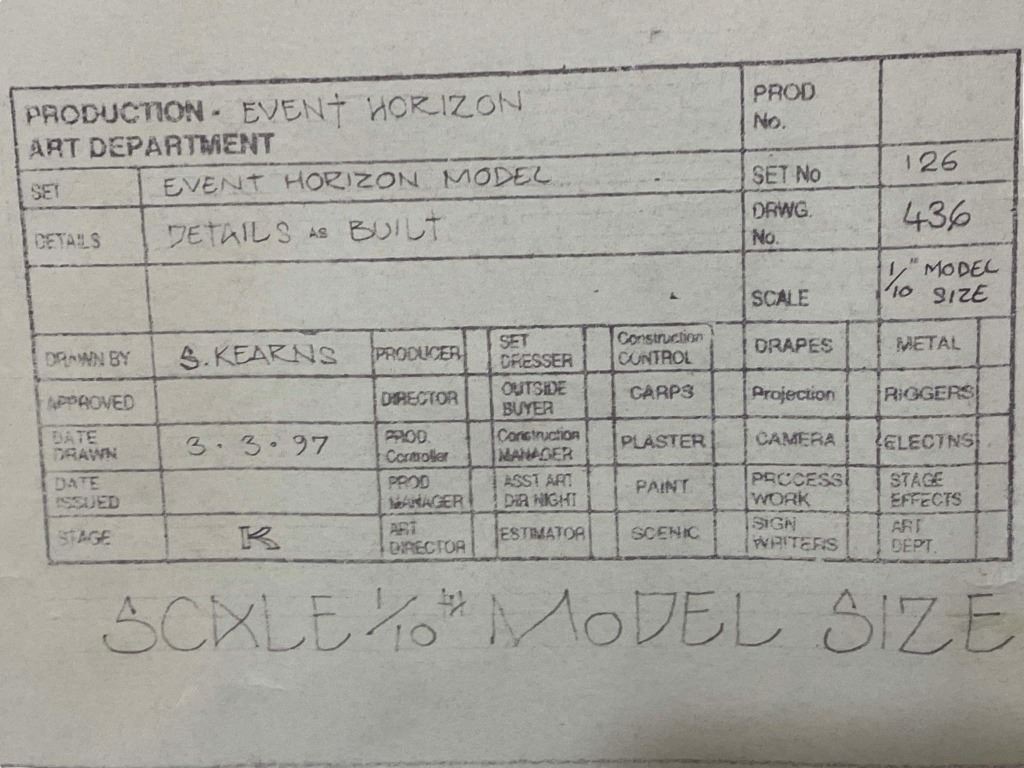 PRODUCTION - EVENT HORIZON
ART DEPARTMENT
PROD No.
SET EVENT HORIZON MODEL
SET No 126
DETAILS DETAILS AS BUILT
DRWG. No. 436
SCALE 1/10" MODEL SIZE
DRAWN BY S. KEARNS PRODUCER SET DRESSER Construction CONTROL DRAPES METAL
APPROVED DIRECTOR OUTSIDE BUYER CARPS Projection RIGGERS
DATE DRAWN 3.3.97 PROD. Controller Construction MANAGER PLASTER CAMERA ELECTNS
DATE ISSUED PROD MANAGER ASST ART DIR NIGHT PAINT PROCESS WORK STAGE EFFECTS
STAGE K ART DIRECTOR ESTIMATOR SCENIC SIGN WRITERS ART DEPT.
SCALE 1/10TH MODEL SIZE